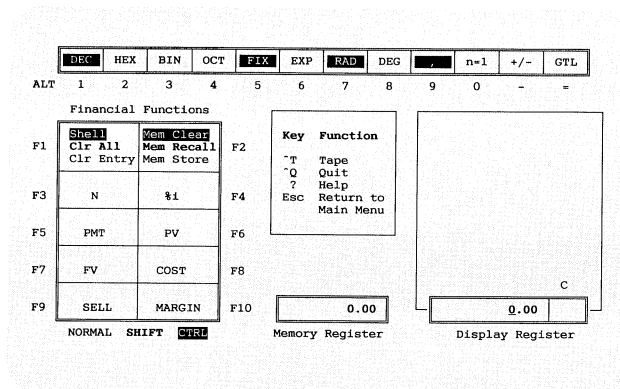 DEC HEX BIN OCT FIX EXP RAD DEG , n=1 +/- GTL
ALT 1 2 3 4 5 6 7 8 9 0 - =
Financial Functions
F1 Shell Mem Clear F2
Clr All Mem Recall
Clr Entry Mem Store
F3 N %i F4
F5 PMT PV F6
F7 FV COST F8
F9 SELL MARGIN F10
NORMAL SHIFT CTRL
Key Function
^T Tape
^Q Quit
? Help
Esc Return to
Main Menu
0.00
Memory Register
C
0.00
Display Register